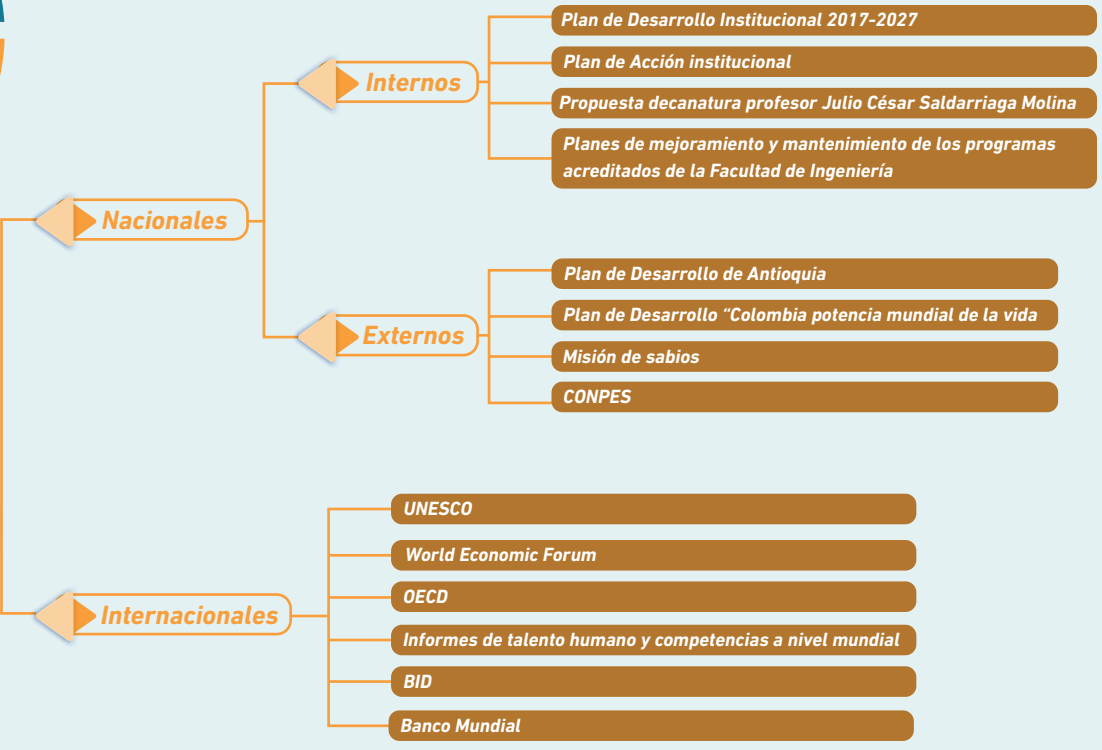 Nacionales
Internos
Plan de Desarrollo Institucional 2017-2027
Plan de Acción institucional
Propuesta decanatura profesor Julio César Saldarriaga Molina
Planes de mejoramiento y mantenimiento de los programas
acreditados de la Facultad de Ingeniería
Externos
Plan de Desarrollo de Antioquia
Plan de Desarrollo “Colombia potencia mundial de la vida
Misión de sabios
CONPES
Internacionales
UNESCO
World Economic Forum
OECD
Informes de talento humano y competencias a nivel mundial
BID
Banco Mundial